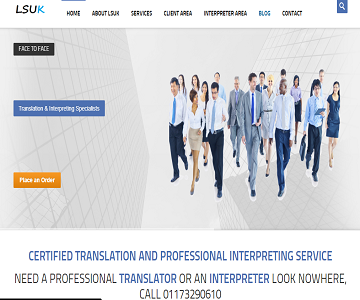 LSUK
HOME ABOUT LSUK SERVICES CLIENT AREA INTERPRETER AREA BLOG CONTACT
FACE TO FACE
Translation & Interpreting Specialists
Place an Order
CERTIFIED TRANSLATION AND PROFESSIONAL INTERPRETING SERVICE
NEED A PROFESSIONAL TRANSLATOR OR AN INTERPRETER LOOK NOWHERE,
CALL 01173290610